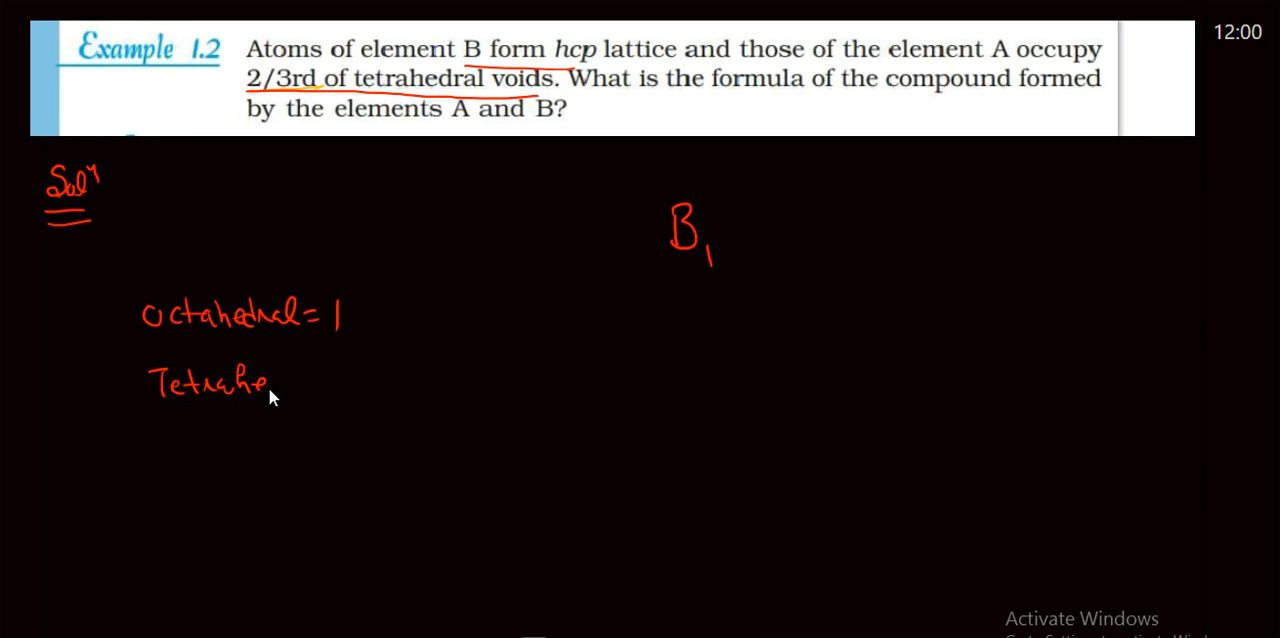 12:00
Example 1.2 Atoms of element B form hcp lattice and those of the element A occupy
2/3rd of tetrahedral voids. What is the formula of the compound formed
by the elements A and B?
Solⁿ
B₁
Octahedral = 1
Tetrahe
Activate Windows